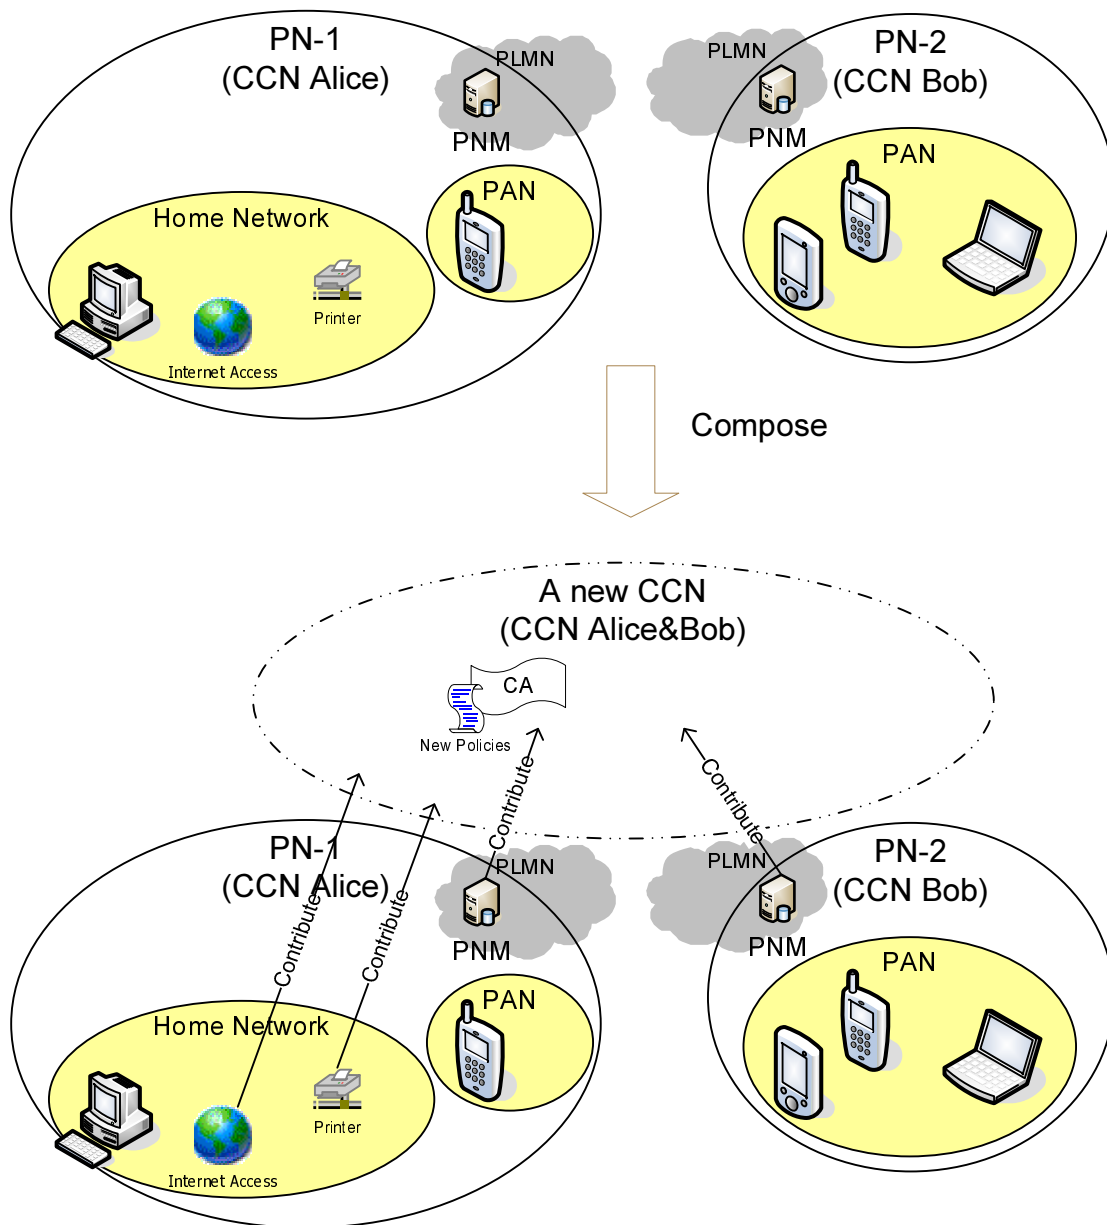 PN-1
(CCN Alice)
PLMN
PNM
PAN
Home Network
Printer
Internet Access
PLMN
PNM
PN-2
(CCN Bob)
PAN
Compose
A new CCN
(CCN Alice&Bob)
CA
New Policies
Contribute
Contribute
Contribute
Contribute
PN-1
(CCN Alice)
PLMN
PNM
PAN
Home Network
Printer
Internet Access
PLMN
PNM
PN-2
(CCN Bob)
PAN